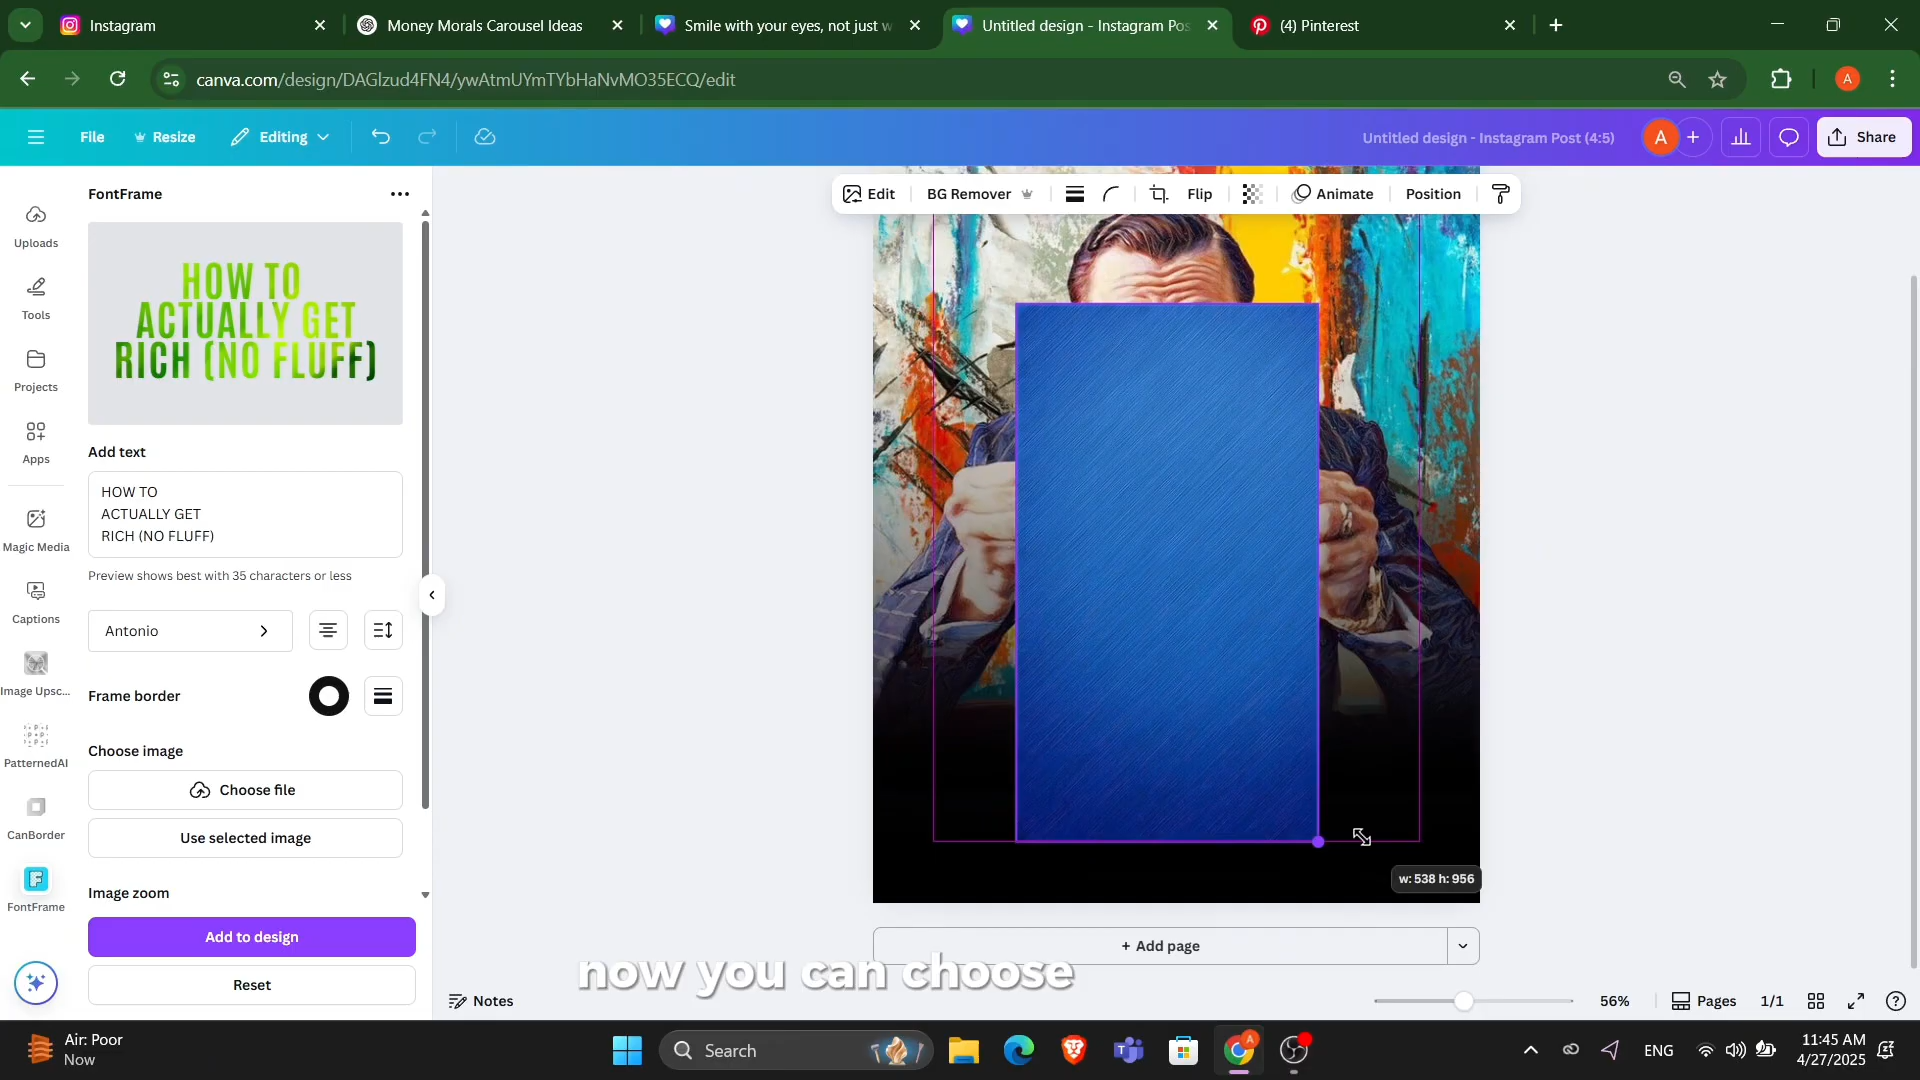 Instagram
Money Morals Carousel Ideas
Smile with your eyes, not just w
Untitled design - Instagram Pos
(4) Pinterest
canva.com/design/DAGlzud4FN4/ywAtmUYmTYbHaNvMO35ECQ/edit
A
File
Resize
Editing
Untitled design - Instagram Post (4:5)
A
Share
Uploads
Tools
Projects
Apps
Magic Media
Captions
Image Upsc...
PatternedAI
CanBorder
FontFrame
FontFrame
HOW TO
ACTUALLY GET
RICH (NO FLUFF)
Add text
HOW TO
ACTUALLY GET
RICH (NO FLUFF)
Preview shows best with 35 characters or less
Antonio
Frame border
Choose image
Choose file
Use selected image
Image zoom
Add to design
Reset
Edit
BG Remover
Flip
Animate
Position
w: 538 h: 956
+ Add page
now you can choose
Notes
56%
Pages
1/1
Air: Poor
Now
Search
ENG
11:45 AM
4/27/2025